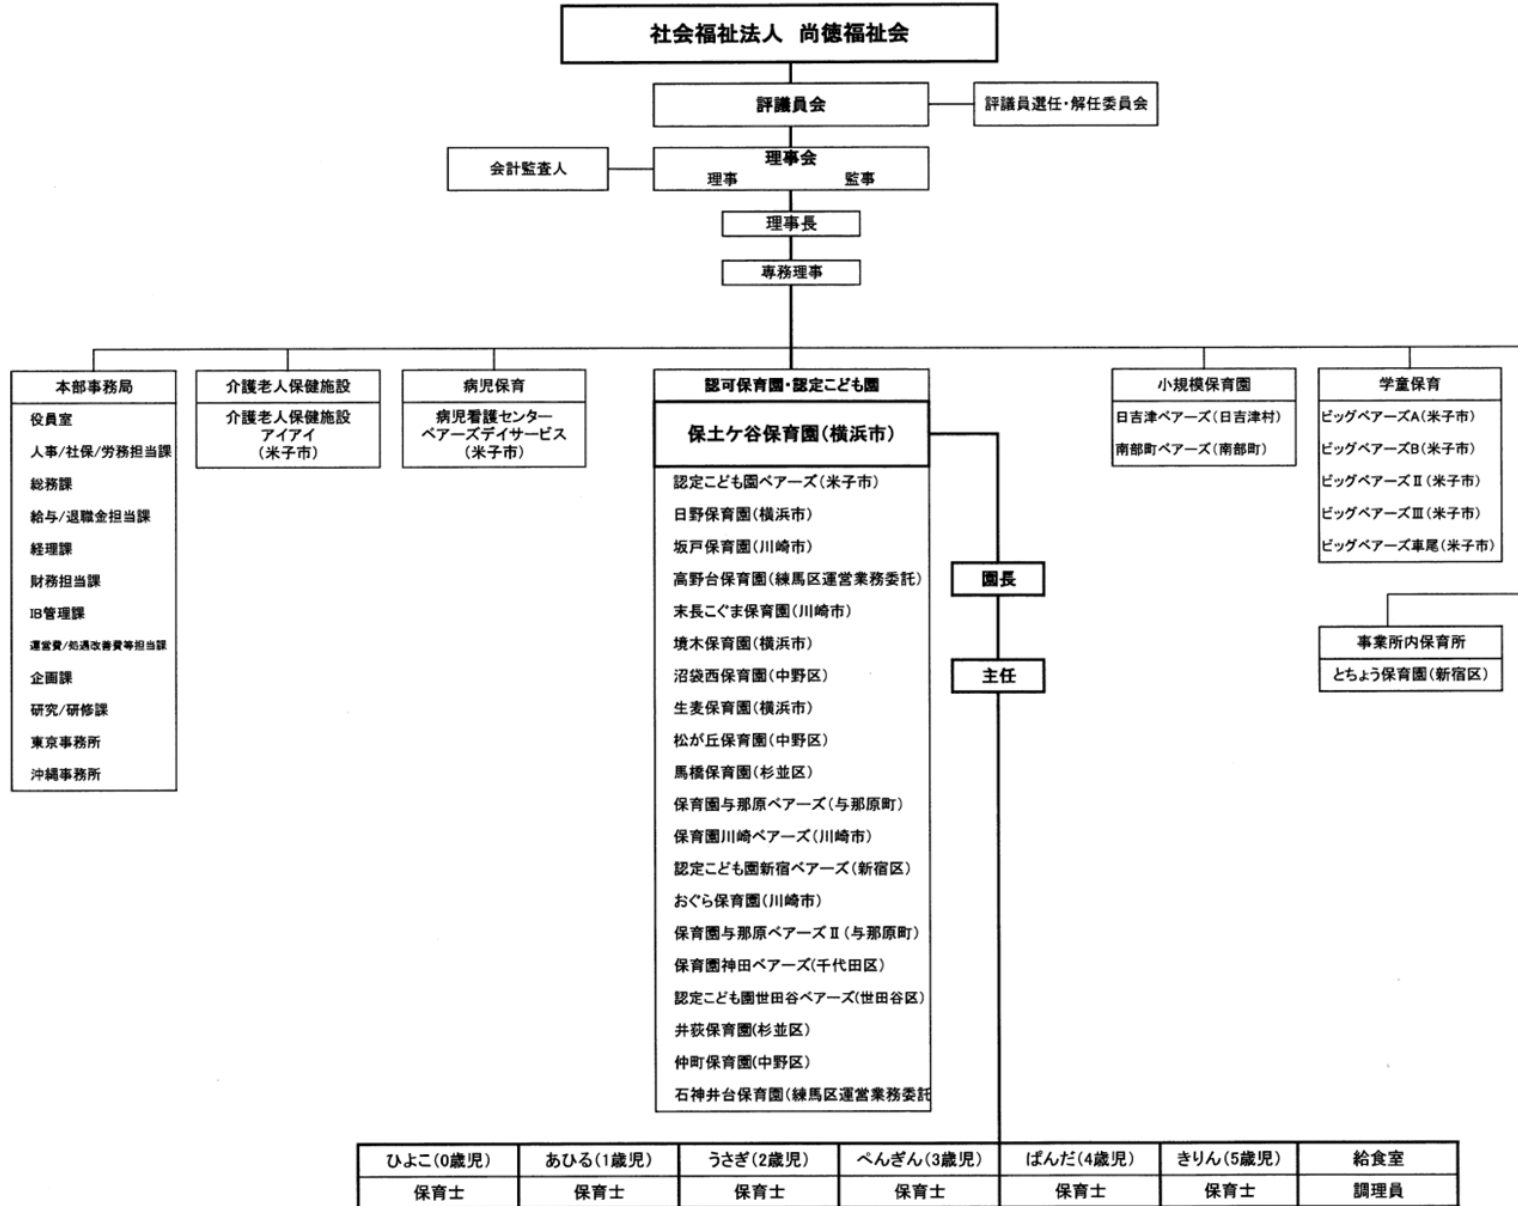 社会福祉法人　尚徳福祉会
評議員会
評議員選任・解任委員会
会計監査人
理事会
理事　監事
理事長
専務理事
本部事務局
役員室
人事/社保/労務担当課
総務課
給与/退職金担当課
経理課
財務担当課
IB管理課
運営費/処遇改善費等担当課
企画課
研究/研修課
東京事務所
沖縄事務所
介護老人保健施設
介護老人保健施設
アイアイ
(米子市)
病児保育
病児看護センター
ベアーズデイサービス
(米子市)
認可保育園・認定こども園
保土ケ谷保育園(横浜市)
認定こども園ベアーズ(米子市)
日野保育園(横浜市)
坂戸保育園(川崎市)
高野台保育園(練馬区運営業務委託)
末長こぐま保育園(川崎市)
境木保育園(横浜市)
沼袋西保育園(中野区)
生麦保育園(横浜市)
松が丘保育園(中野区)
馬橋保育園(杉並区)
保育園与那原ベアーズ(与那原町)
保育園川崎ベアーズ(川崎市)
認定こども園新宿ベアーズ(新宿区)
おぐら保育園(川崎市)
保育園与那原ベアーズⅡ(与那原町)
保育園神田ベアーズ(千代田区)
認定こども園世田谷ベアーズ(世田谷区)
井荻保育園(杉並区)
仲町保育園(中野区)
石神井台保育園(練馬区運営業務委託
園長
主任
小規模保育園
日吉津ベアーズ(日吉津村)
南部町ベアーズ(南部町)
学童保育
ビッグベアーズA(米子市)
ビッグベアーズB(米子市)
ビッグベアーズⅡ(米子市)
ビッグベアーズⅢ(米子市)
ビッグベアーズ車尾(米子市)
事業所内保育所
とちょう保育園(新宿区)
ひよこ(0歳児)　あひる(1歳児)　うさぎ(2歳児)　ぺんぎん(3歳児)　ぱんだ(4歳児)　きりん(5歳児)　給食室
保育士　保育士　保育士　保育士　保育士　保育士　調理員